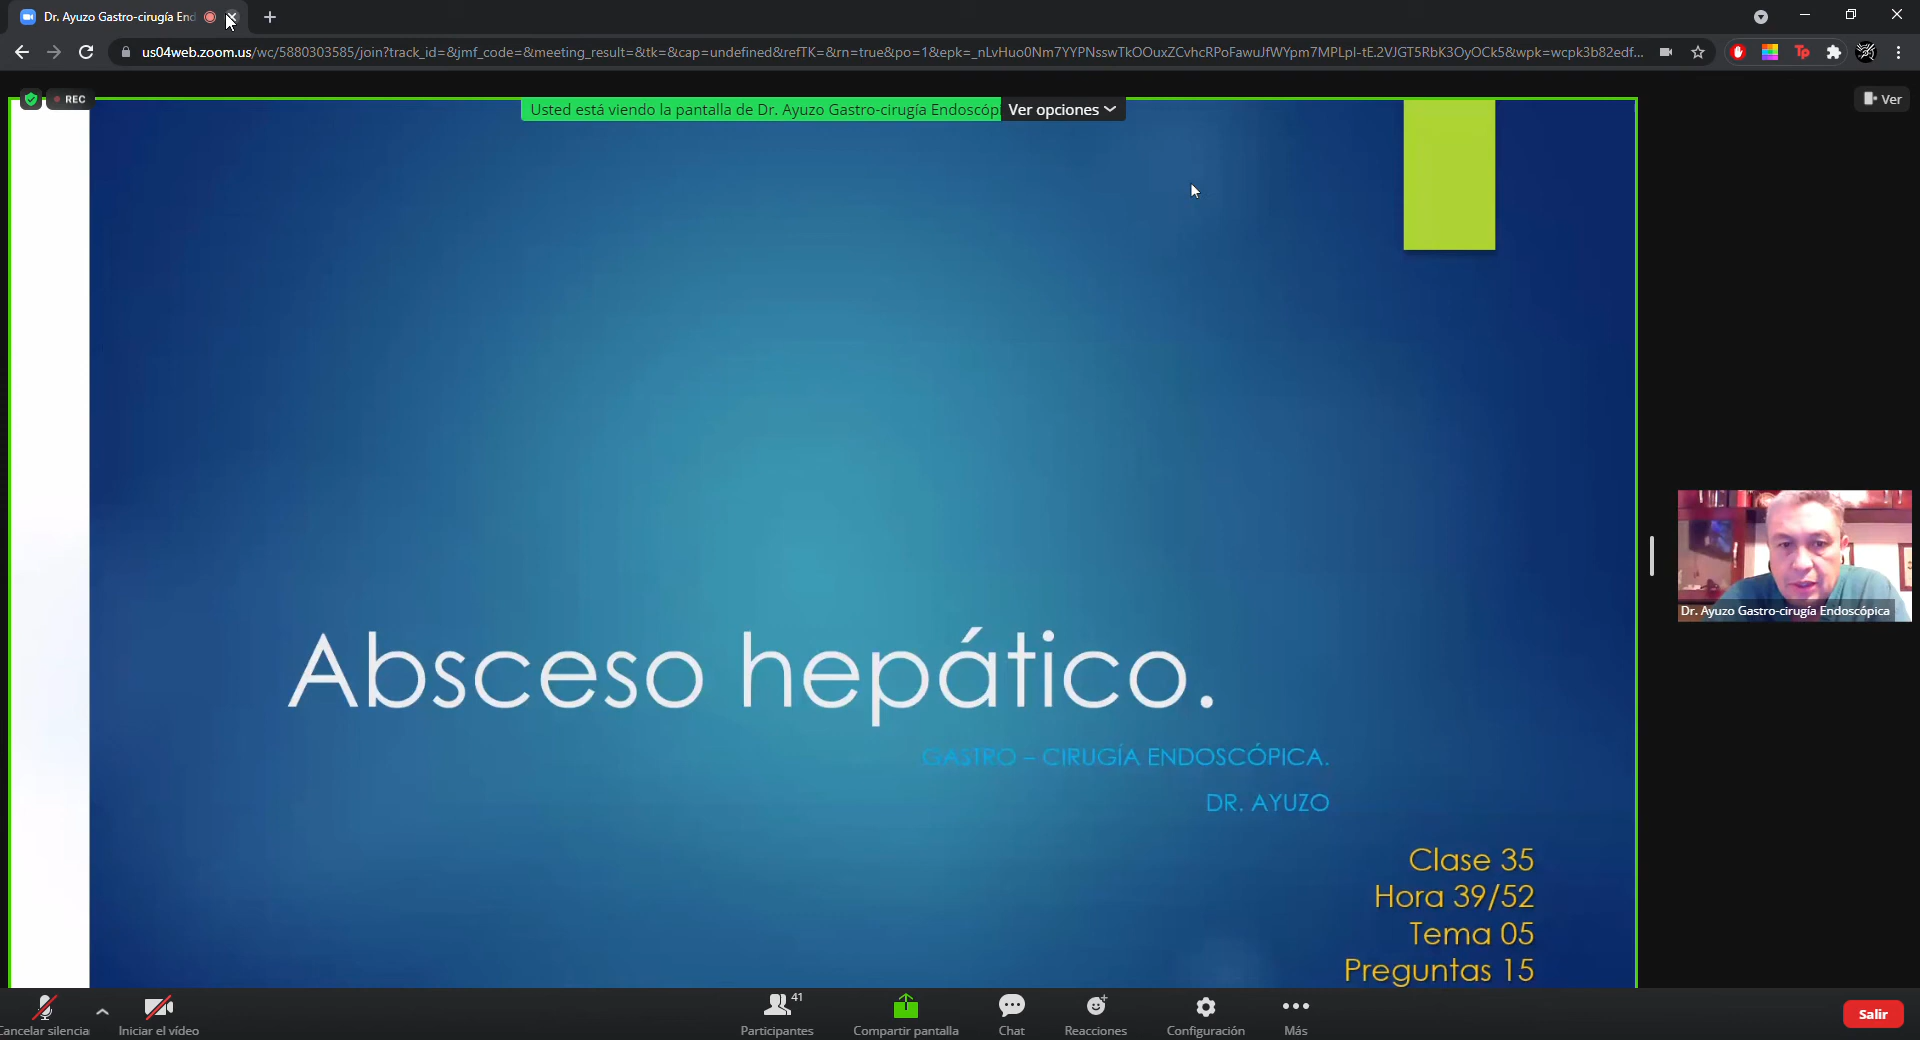 Dr. Ayuzo Gastro-cirugía End
us04web.zoom.us/wc/5880303585/join?track_id=&jmf_code=&meeting_result=&tk=&cap=undefined&refTK=&rn=true&po=1&epk=_nLvHuo0Nm7YYPNsswTkOOuxZCvhcRPoFawuJfWYpm7MPLpI-tE.2VJGT5RbK3OyOCk5&wpk=wcpk3b82edf...
REC
Usted está viendo la pantalla de Dr. Ayuzo Gastro-cirugía Endoscópi
Ver opciones
Ver
Absceso hepático.
GASTRO – CIRUGÍA ENDOSCÓPICA.
DR. AYUZO
Dr. Ayuzo Gastro-cirugía Endoscópica
Clase 35
Hora 39/52
Tema 05
Preguntas 15
Cancelar silencia
Iniciar el vídeo
41
Participantes
Compartir pantalla
Chat
Reacciones
Configuración
Más
Salir